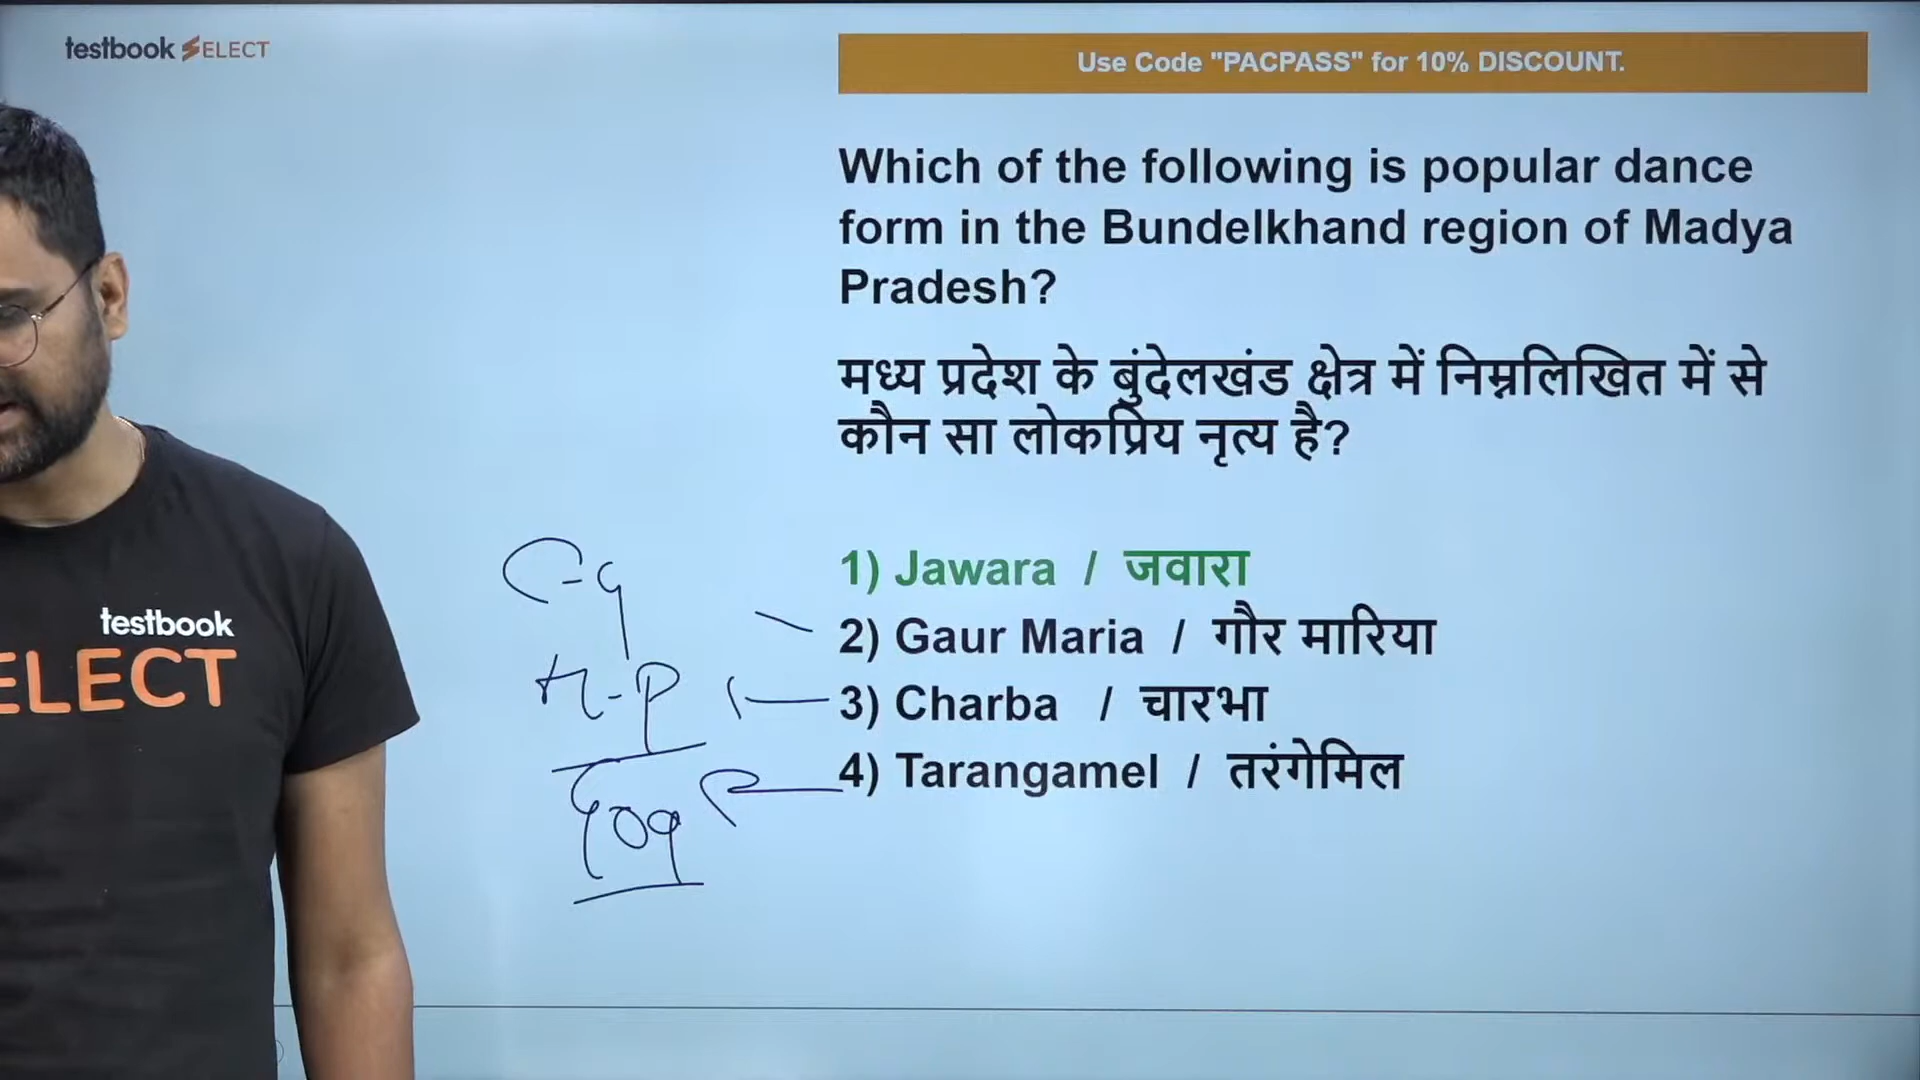 testbook SELECT
Use Code "PACPASS" for 10% DISCOUNT.
Which of the following is popular dance
form in the Bundelkhand region of Madya
Pradesh?
मध्य प्रदेश के बुंदेलखंड क्षेत्र में निम्नलिखित में से
कौन सा लोकप्रिय नृत्य है?
1) Jawara / जवारा
2) Gaur Maria / गौर मारिया
3) Charba / चारभा
4) Tarangamel / तरंगेमिल
C-g
H-P
testbook
ELECT